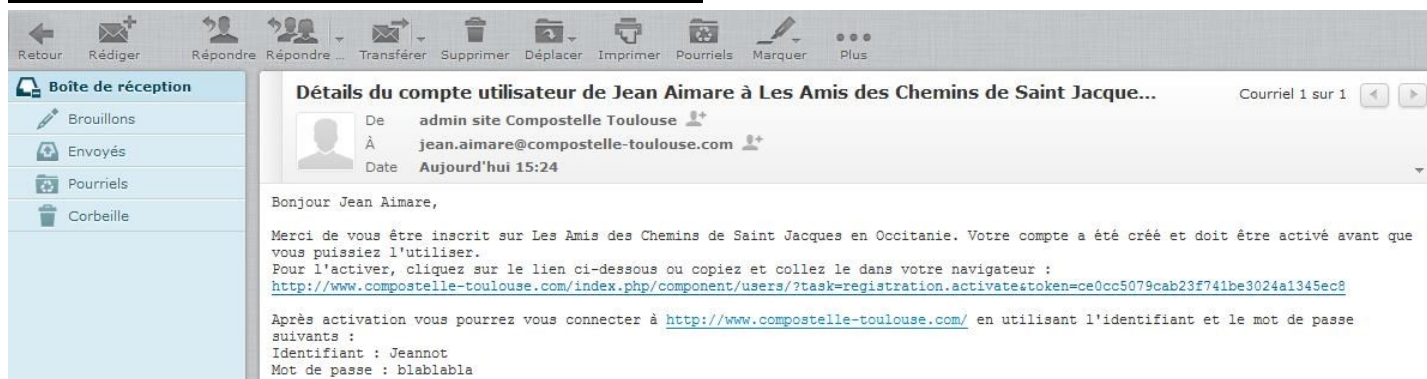 Retour Rédiger Répondre Répondre ... Transférer Supprimer Déplacer Imprimer Pourriels Marquer Plus
Boîte de réception
Brouillons
Envoyés
Pourriels
Corbeille
Détails du compte utilisateur de Jean Aimare à Les Amis des Chemins de Saint Jacque...
Courriel 1 sur 1
De admin site Compostelle Toulouse
À jean.aimare@compostelle-toulouse.com
Date Aujourd'hui 15:24
Bonjour Jean Aimare,
Merci de vous être inscrit sur Les Amis des Chemins de Saint Jacques en Occitanie. Votre compte a été créé et doit être activé avant que
vous puissiez l'utiliser.
Pour l'activer, cliquez sur le lien ci-dessous ou copiez et collez le dans votre navigateur :
http://www.compostelle-toulouse.com/index.php/component/users/?task=registration.activate&token=ce0cc5079cab23f741be3024a1345ec8
Après activation vous pourrez vous connecter à http://www.compostelle-toulouse.com/ en utilisant l'identifiant et le mot de passe
suivants :
Identifiant : Jeannot
Mot de passe : blablabla